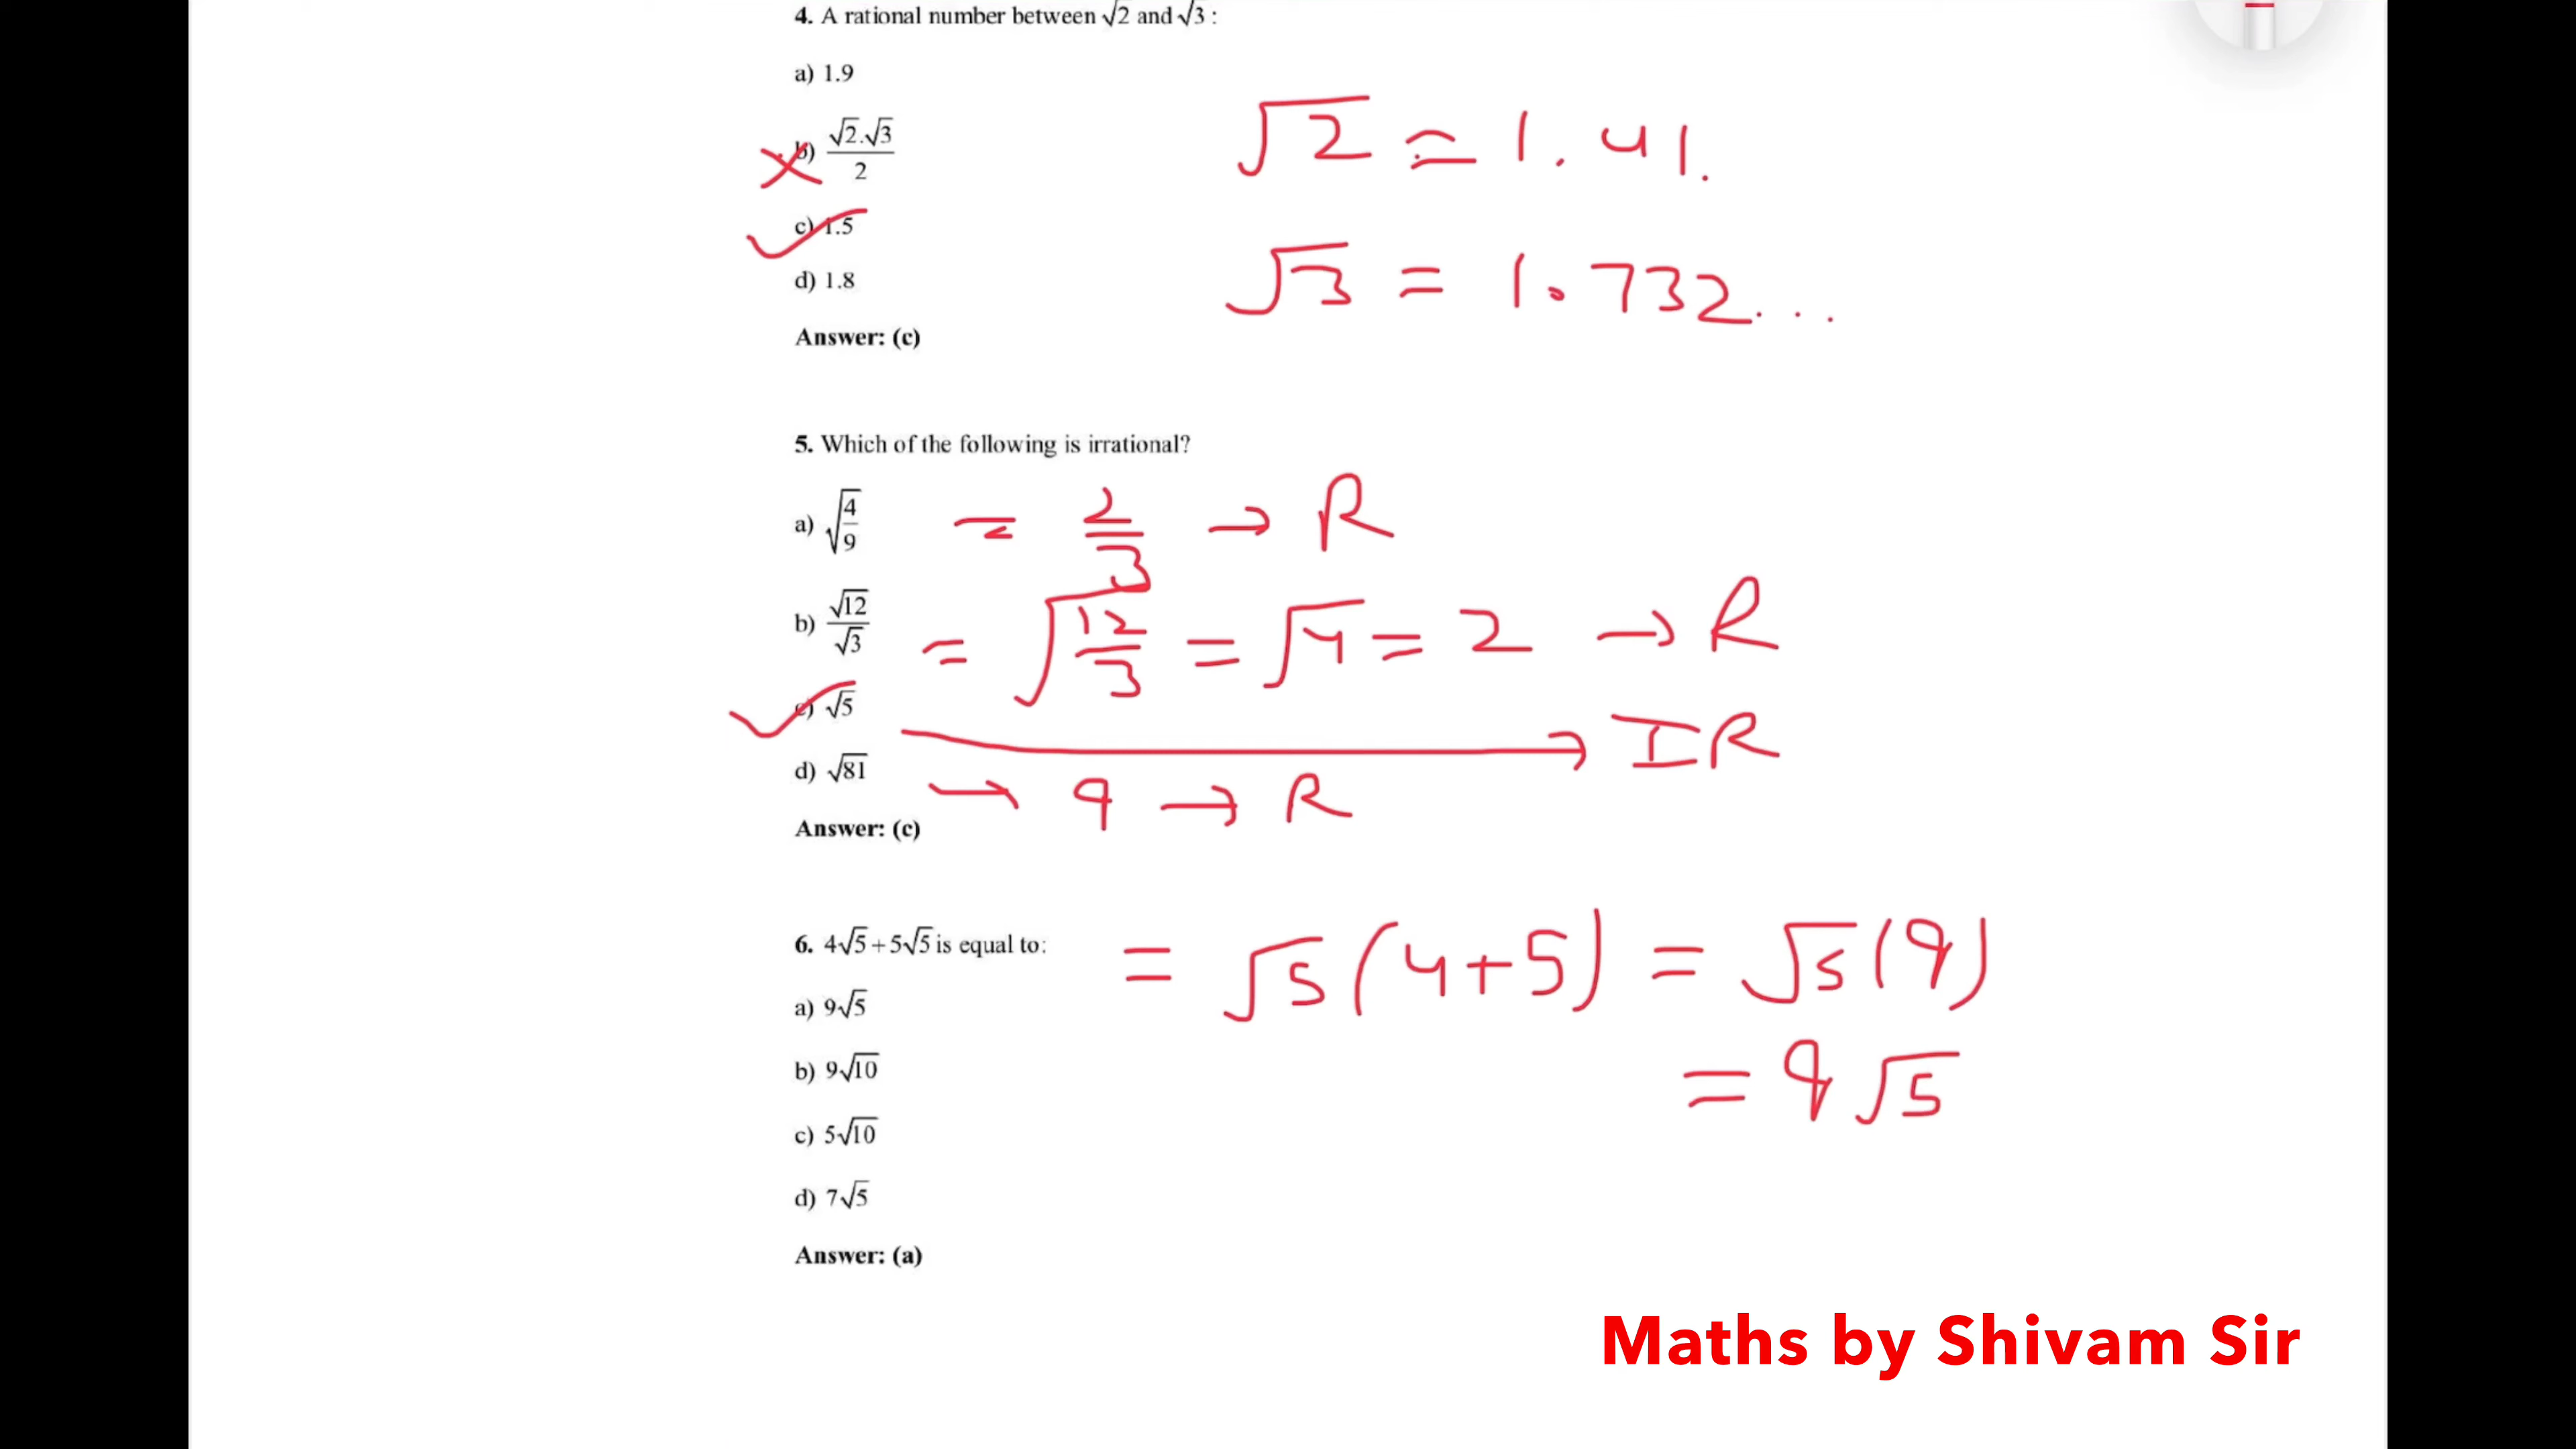 4. A rational number between √2 and √3 :
a) 1.9
b) √2.√3/2
√2 = 1.41.
c) 1.5
√3 = 1.732...
d) 1.8
Answer: (c)
5. Which of the following is irrational?
a) √4/9 = 2/3 → R
b) √12/√3 = √12/3 = √4 = 2 → R
c) √5 → IR
d) √81 → 9 → R
Answer: (c)
6. 4√5 + 5√5 is equal to: = √5(4+5) = √5(9)
a) 9√5
= 9√5
b) 9√10
c) 5√10
d) 7√5
Answer: (a)
Maths by Shivam Sir